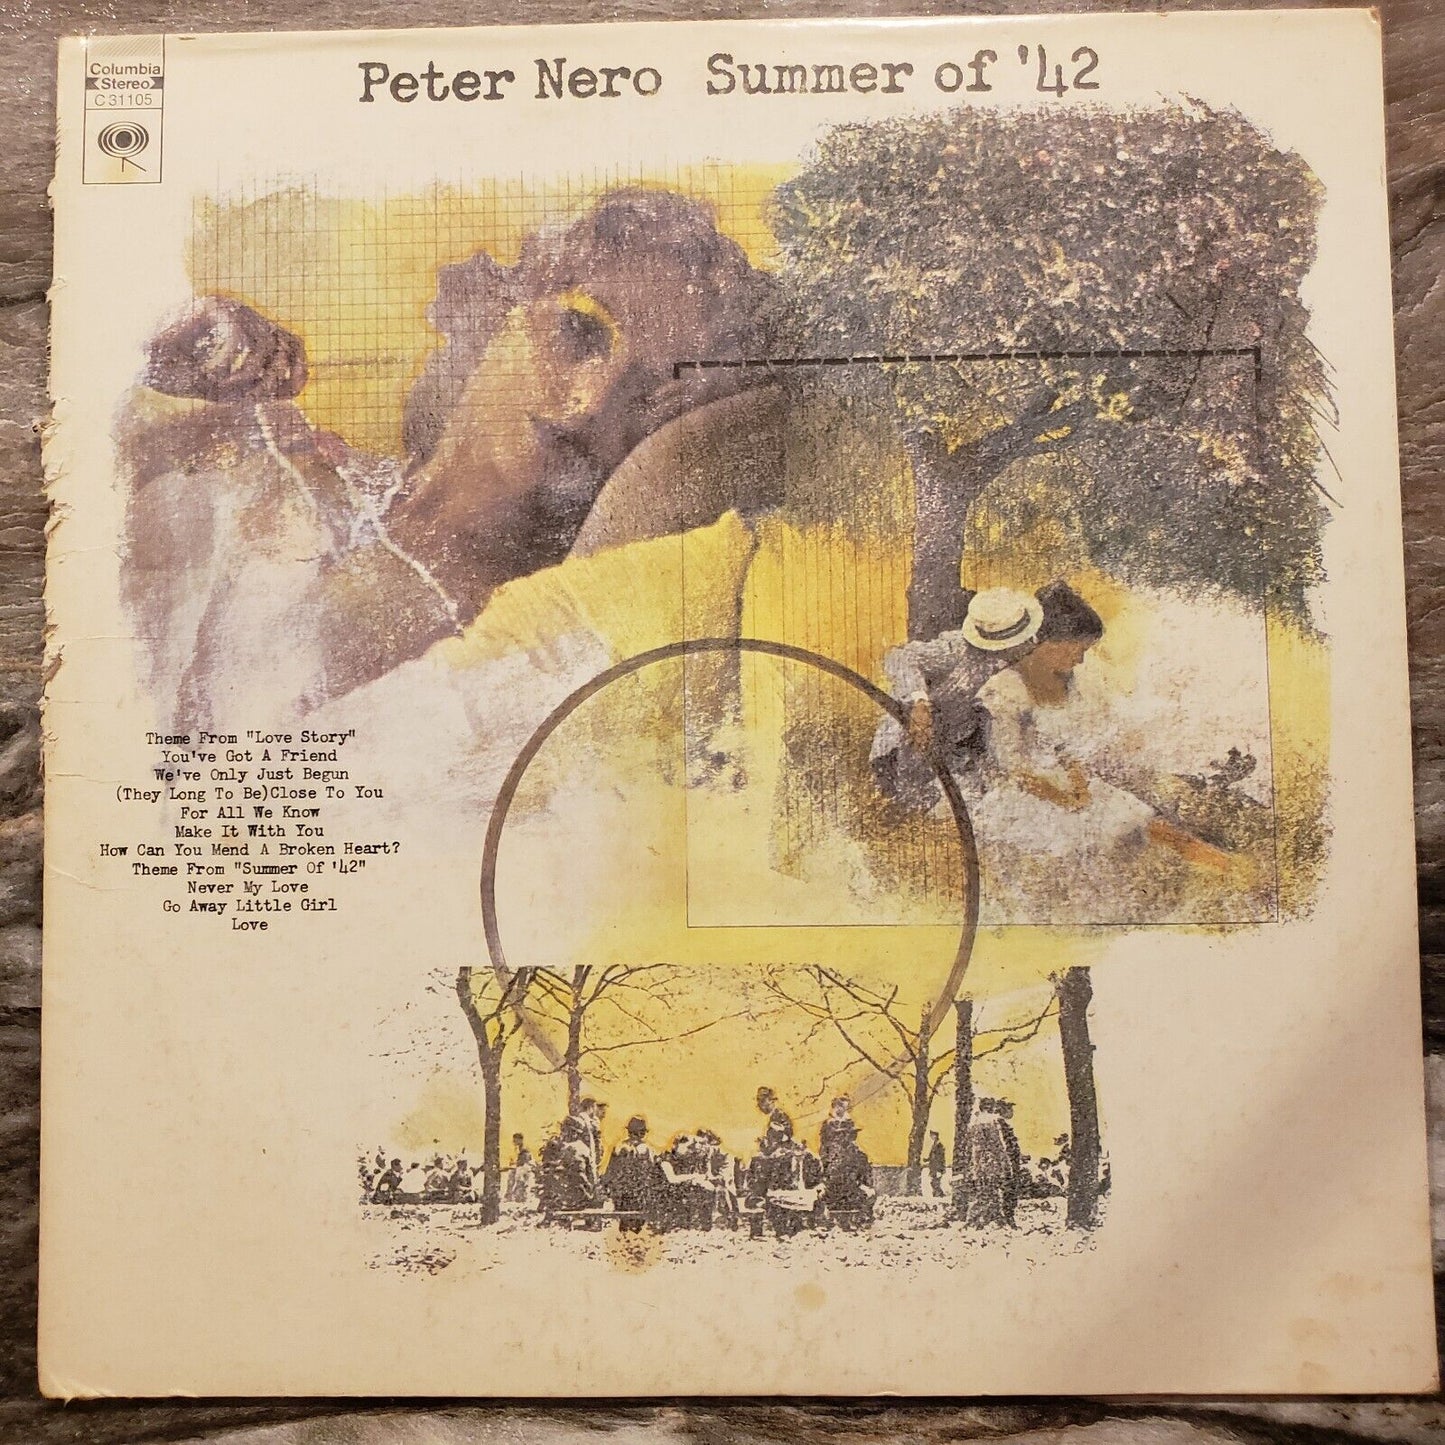 Columbia
Stereo
C 31105
Peter Nero Summer of '42
Theme From "Love Story"
You've Got A Friend
We've Only Just Begun
(They Long To Be)Close To You
For All We Know
Make It With You
How Can You Mend A Broken Heart?
Theme From "Summer Of '42"
Never My Love
Go Away Little Girl
Love